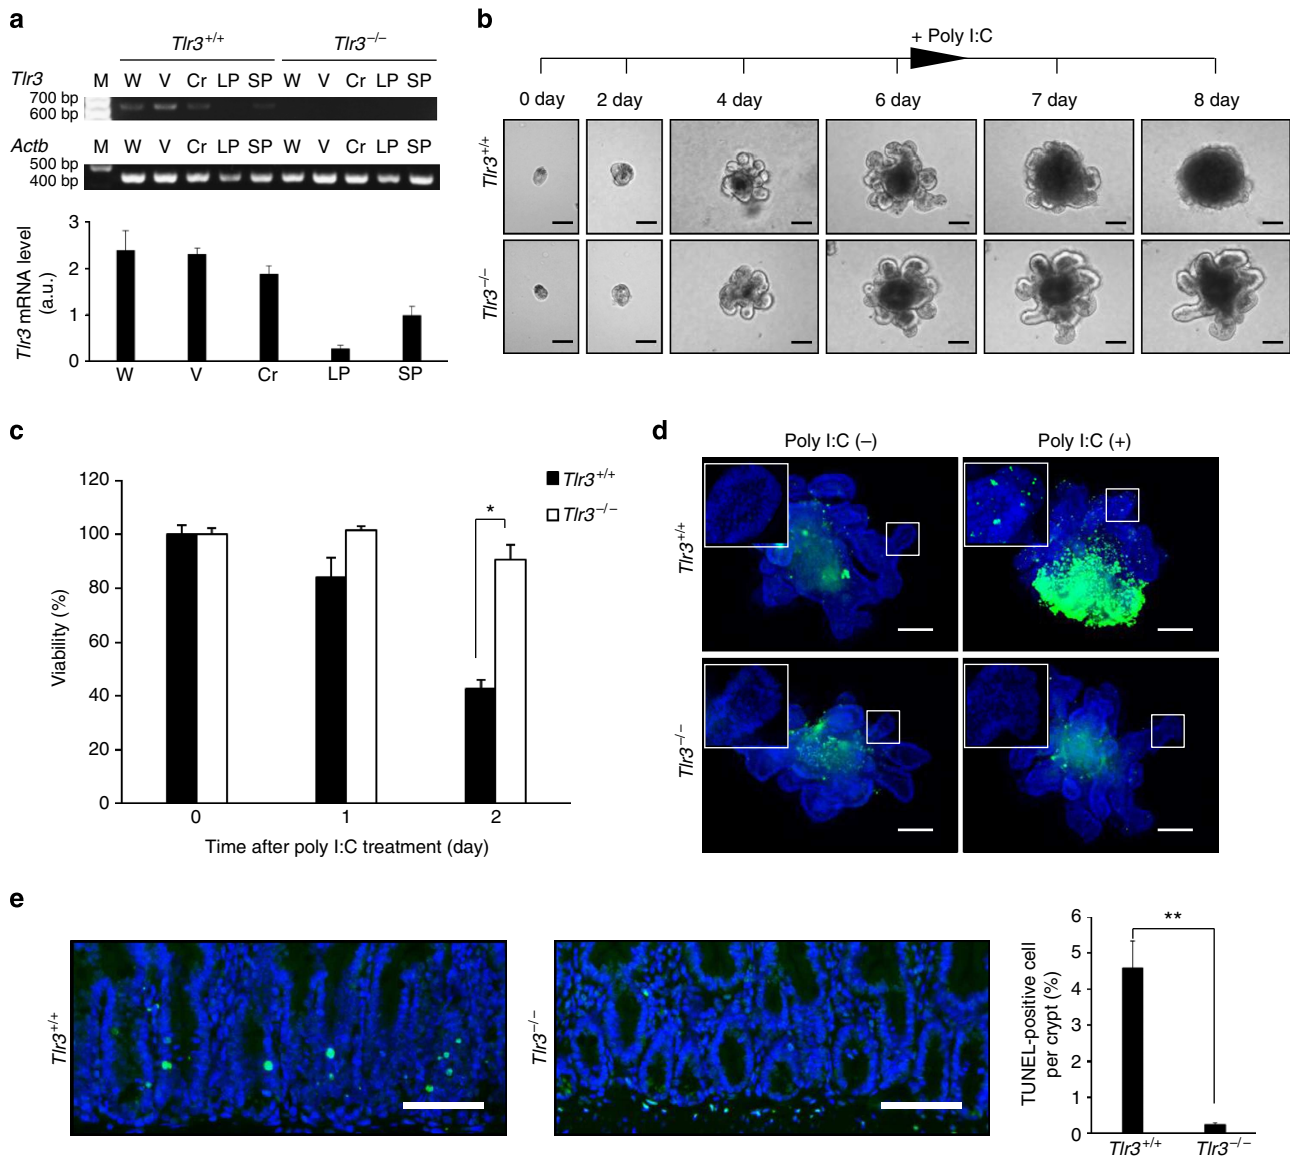 a
Tlr3+/+ Tlr3−/−
Tlr3 M W V Cr LP SP W V Cr LP SP
700 bp
600 bp
Actb M W V Cr LP SP W V Cr LP SP
500 bp
400 bp
Tlr3 mRNA level
(a.u.)
3
2
1
0
W V Cr LP SP
b
+ Poly I:C
0 day 2 day 4 day 6 day 7 day 8 day
Tlr3+/+
Tlr3−/−
c
Viability (%)
120
100
80
60
40
20
0
Tlr3+/+
Tlr3−/−
*
0 1 2
Time after poly I:C treatment (day)
d
Poly I:C (−) Poly I:C (+)
Tlr3+/+
Tlr3−/−
e
Tlr3+/+
Tlr3−/−
TUNEL-positive cell
per crypt (%)
6
5
4
3
2
1
0
**
Tlr3+/+ Tlr3−/−